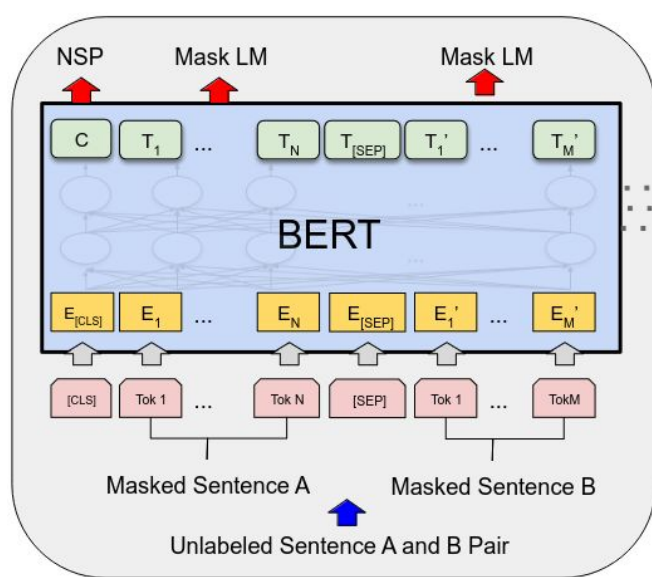 NSP Mask LM Mask LM
C T1 ... TN T[SEP] T1' ... TM'
...
BERT
...
E[CLS] E1 ... EN E[SEP] E1' ... EM'
[CLS] Tok 1 ... Tok N [SEP] Tok 1 ... TokM
Masked Sentence A Masked Sentence B
Unlabeled Sentence A and B Pair